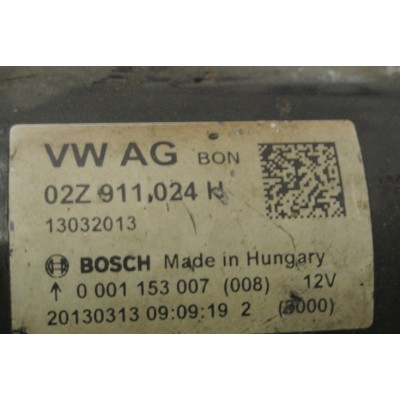 VW AG BON
02Z 911,024 H
13032013
BOSCH Made in Hungary
↑ 0 001 153 007 (008) 12V
20130313 09:09:19 2 (3000)